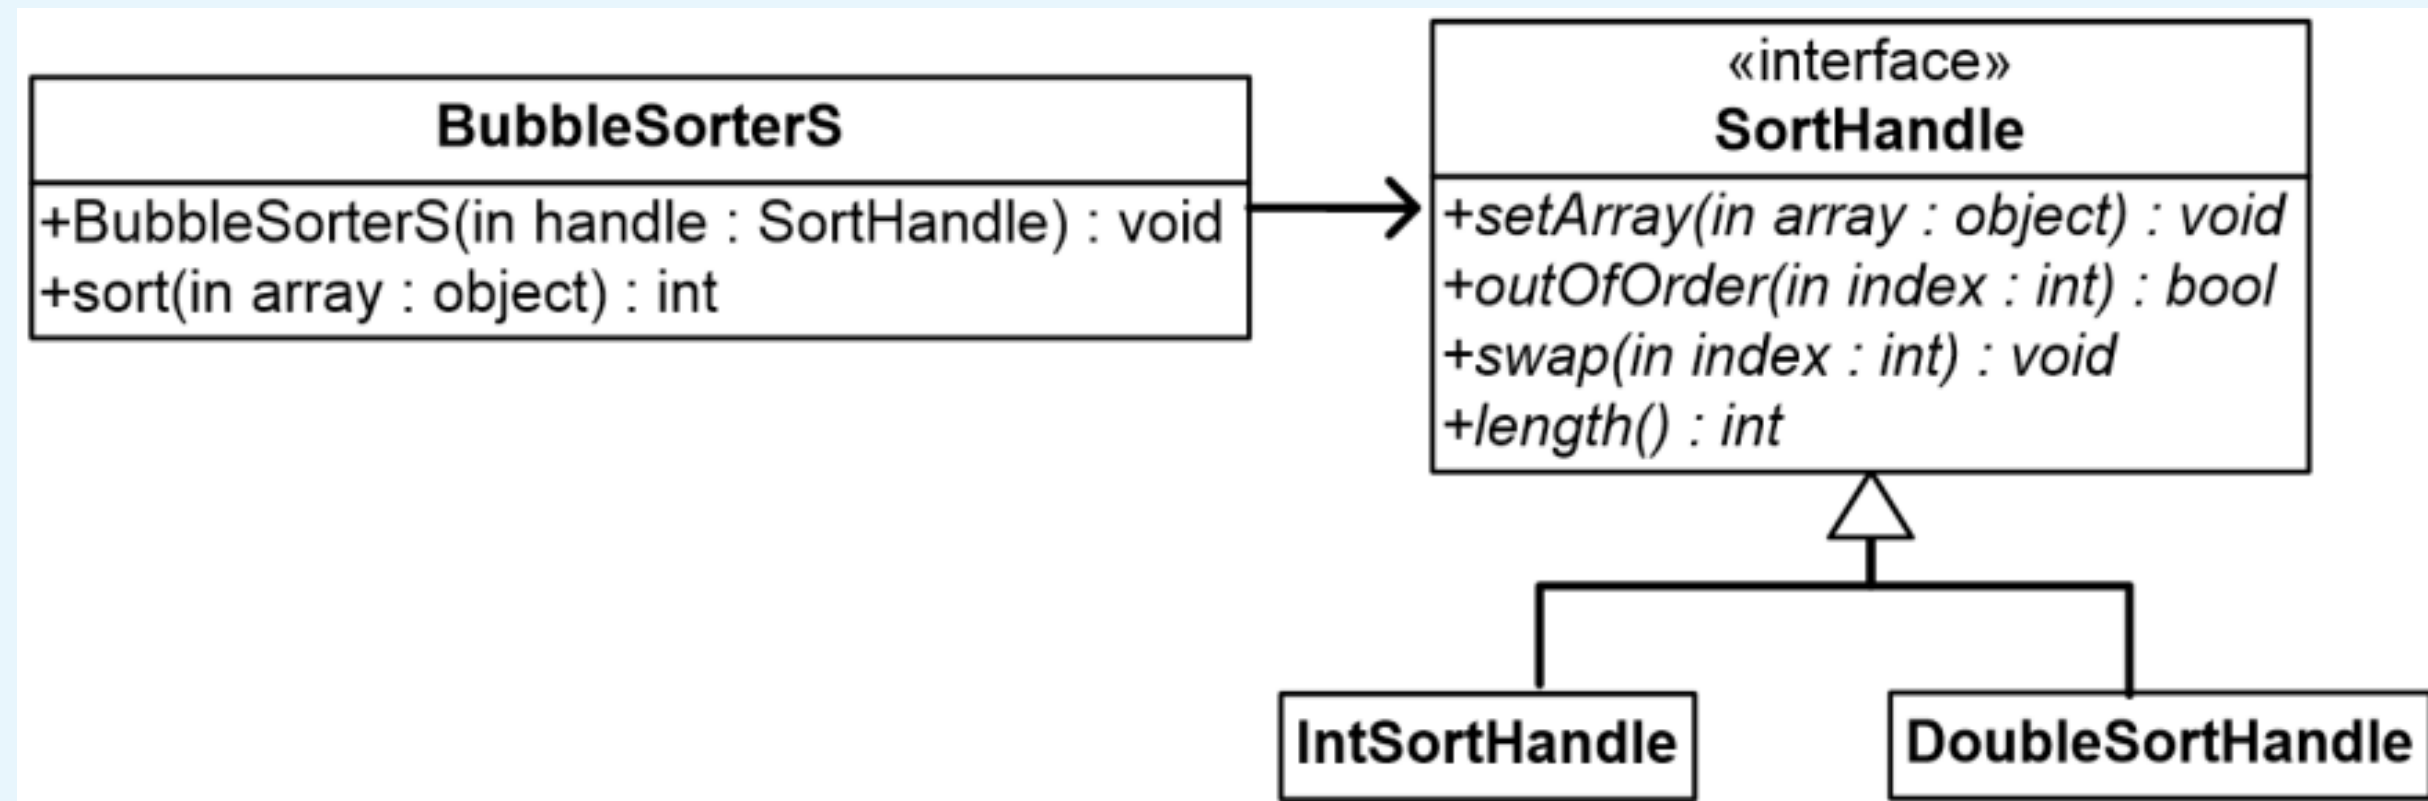 BubbleSorterS
+BubbleSorterS(in handle : SortHandle) : void
+sort(in array : object) : int
«interface»
SortHandle
+setArray(in array : object) : void
+outOfOrder(in index : int) : bool
+swap(in index : int) : void
+length() : int
IntSortHandle
DoubleSortHandle